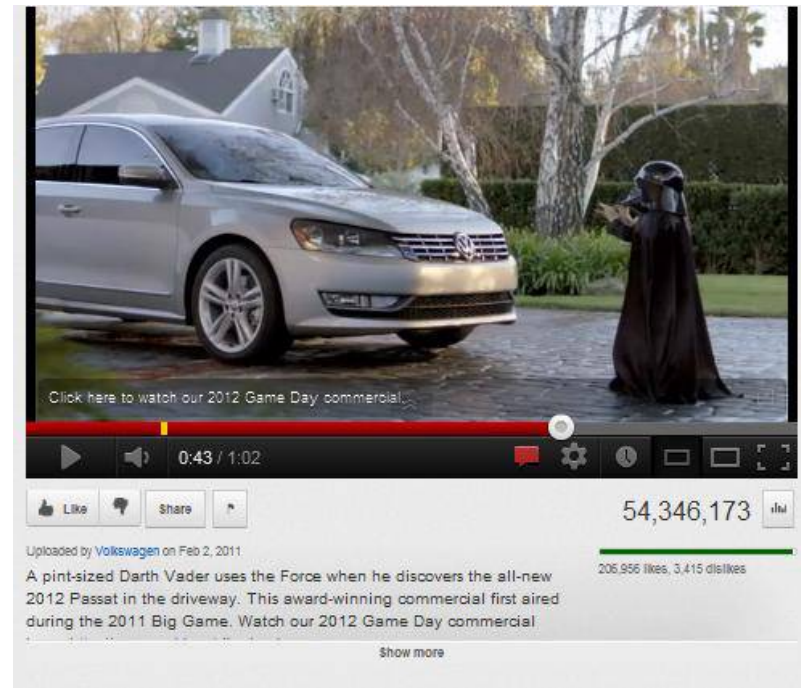 Click here to watch our 2012 Game Day commercial.
0:43 / 1:02
Like
Share
54,346,173
Uploaded by Volkswagen on Feb 2, 2011
206,956 likes, 3,415 dislikes
A pint-sized Darth Vader uses the Force when he discovers the all-new
2012 Passat in the driveway. This award-winning commercial first aired
during the 2011 Big Game. Watch our 2012 Game Day commercial
Show more